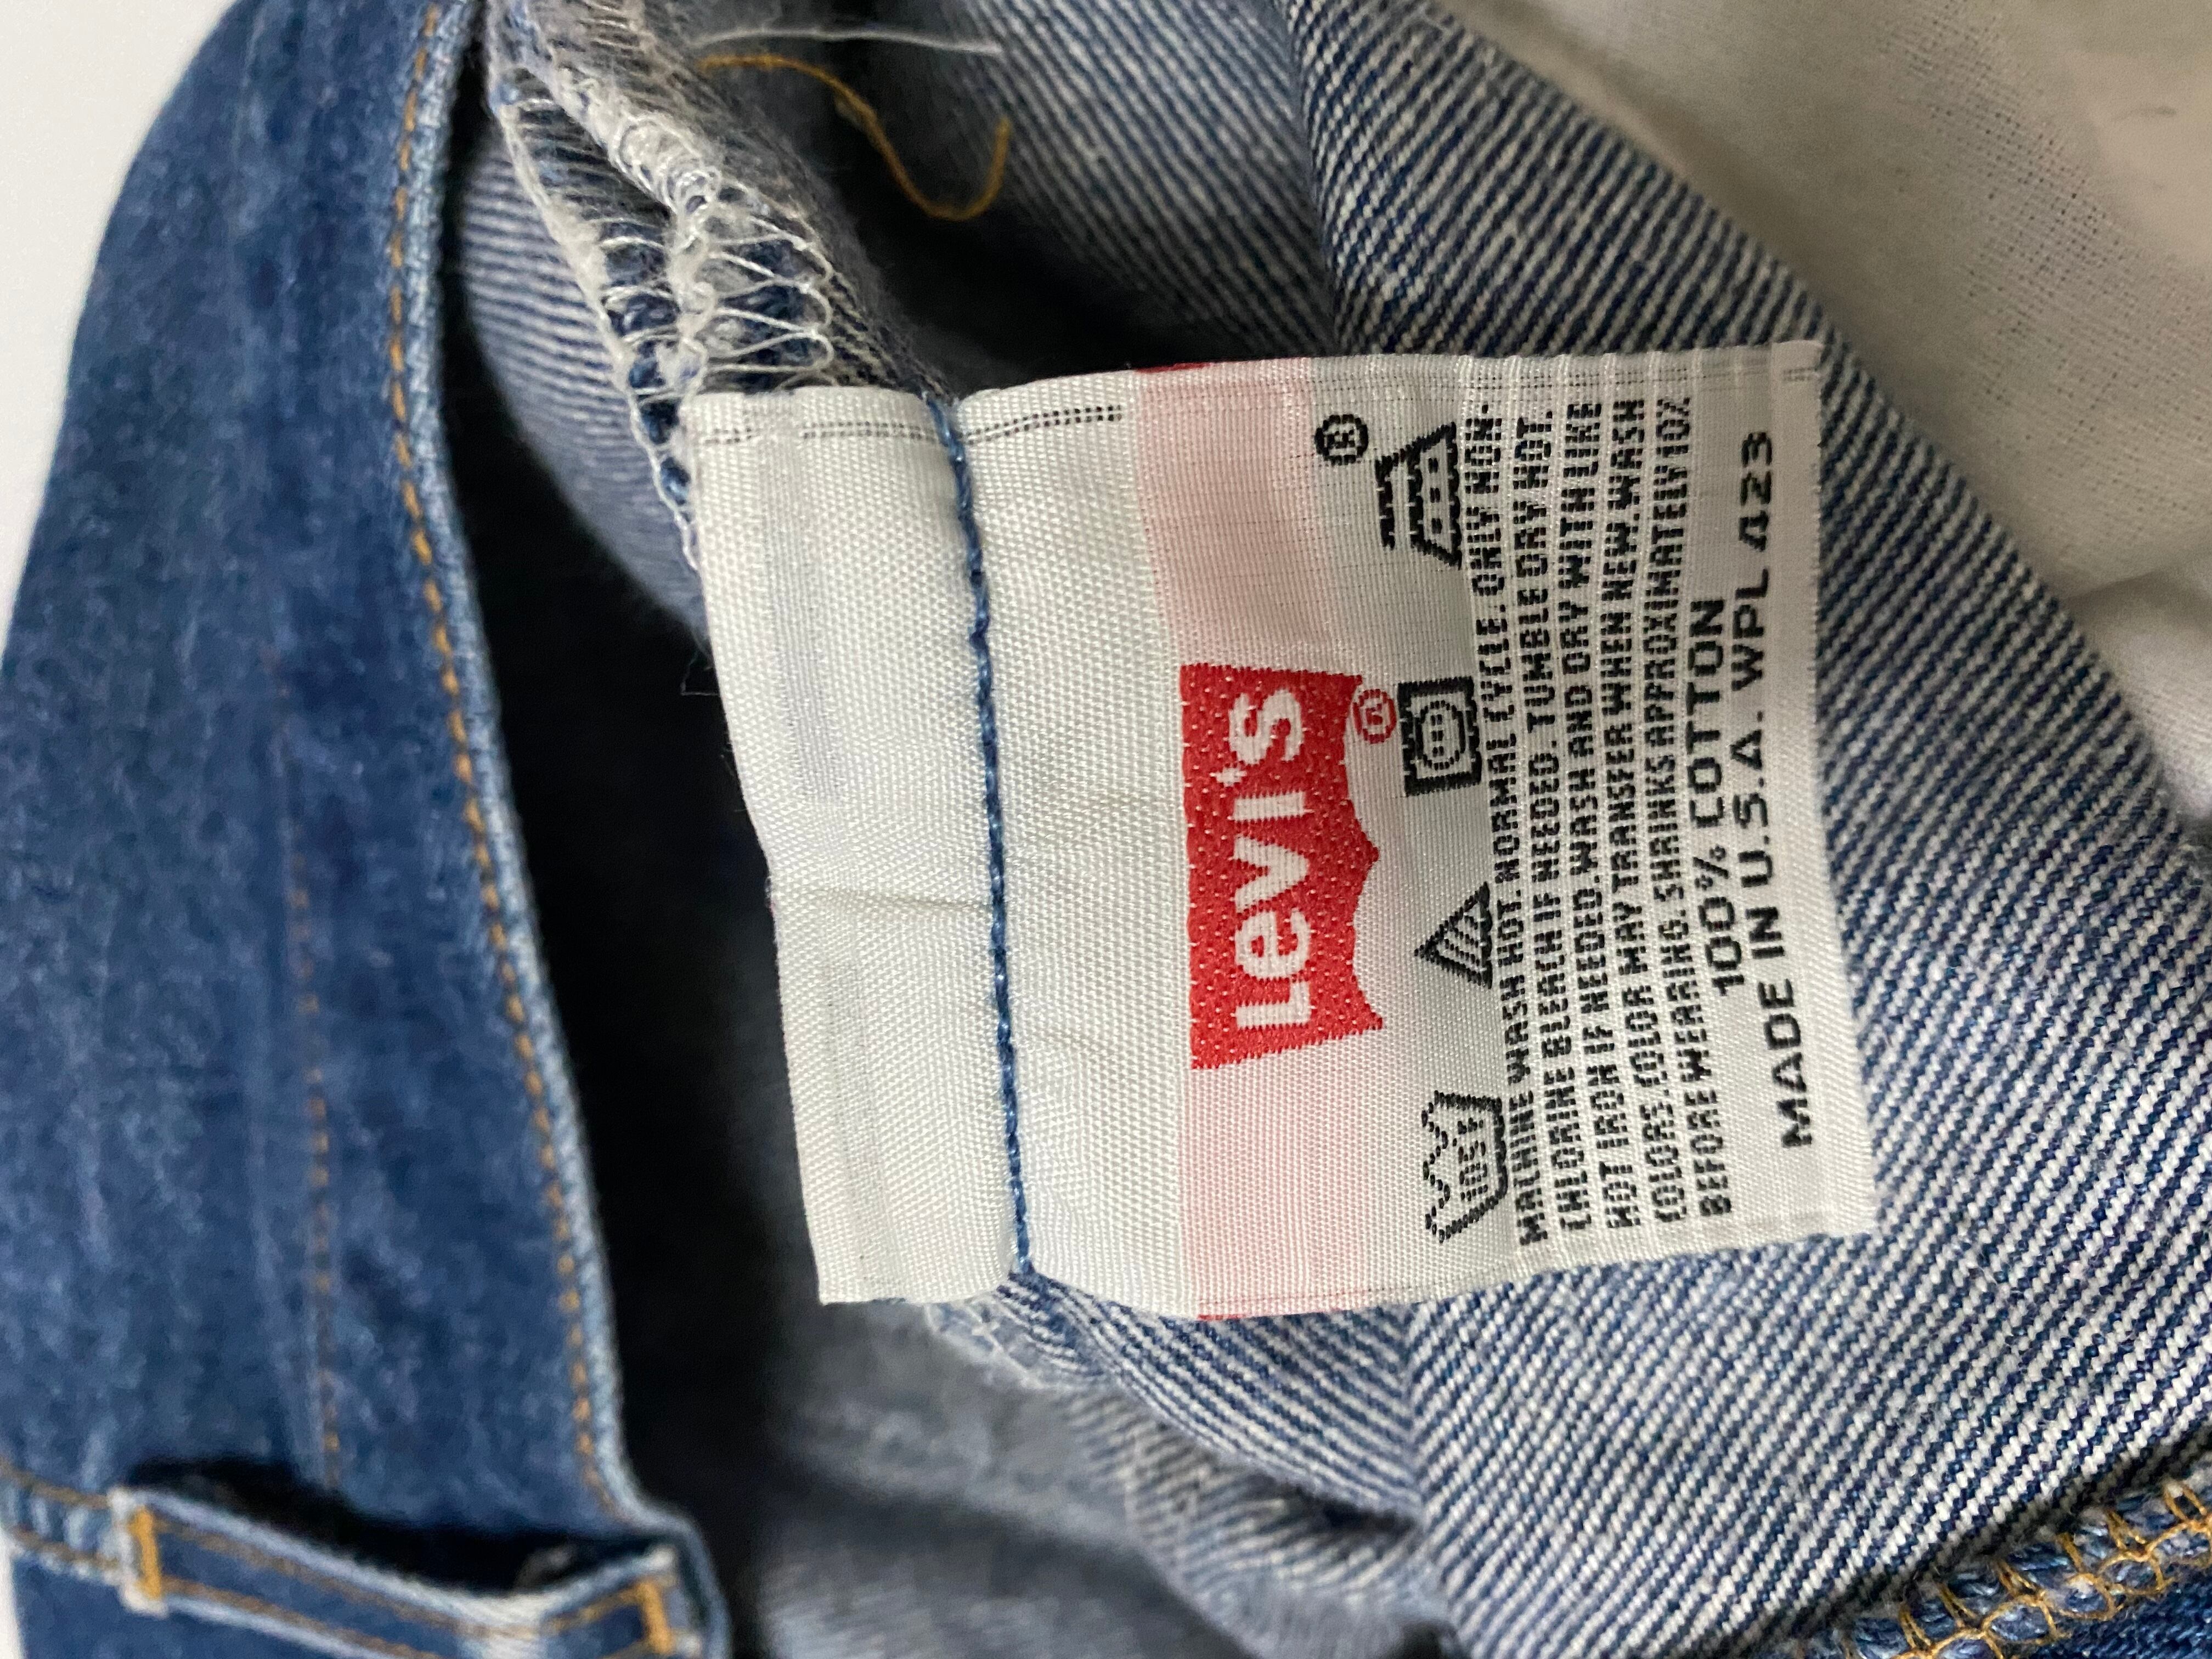 Levi's ®
105F
®
MACHINE WASH HOT. NORMAL CYCLE. ONLY NON-
CHLORINE BLEACH IF NEEDED. TUMBLE DRY HOT.
HOT IRON IF NEEDED. WASH AND DRY WITH LIKE
COLORS. COLOR MAY TRANSFER WHEN NEW. WASH
BEFORE WEARING. SHRINKS APPROXIMATELY 10%
100% COTTON
MADE IN U.S.A. WPL 423